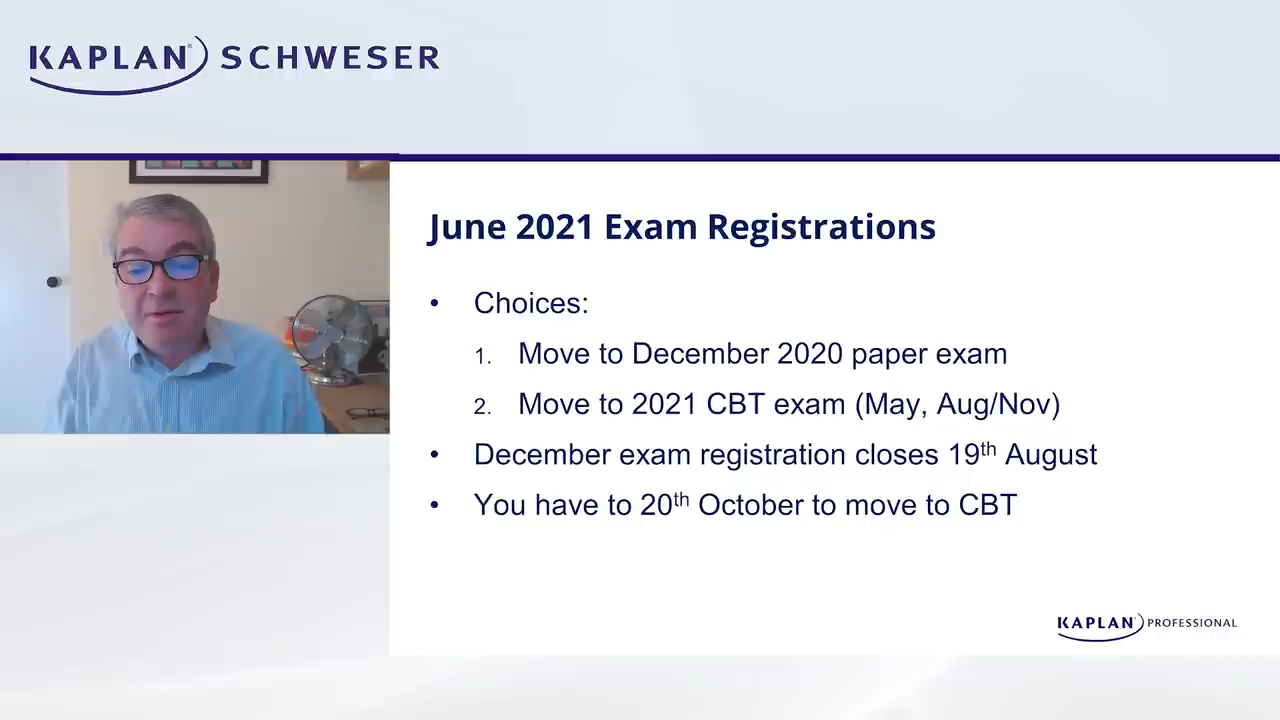 KAPLAN SCHWESER
June 2021 Exam Registrations
• Choices:
1. Move to December 2020 paper exam
2. Move to 2021 CBT exam (May, Aug/Nov)
• December exam registration closes 19th August
• You have to 20th October to move to CBT
KAPLAN PROFESSIONAL